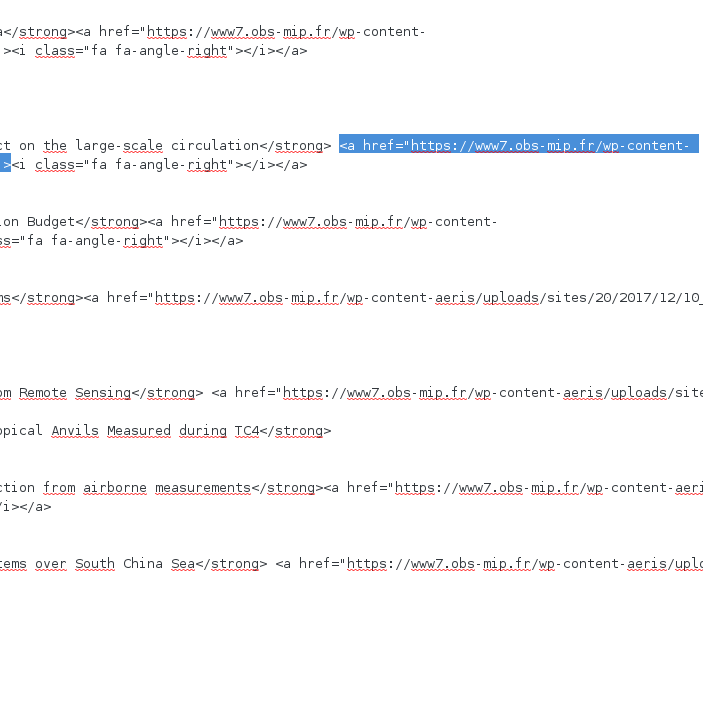 </strong><a href="https://www7.obs-mip.fr/wp-content-
><i class="fa fa-angle-right"></i></a>
ct on the large-scale circulation</strong> <a href="https://www7.obs-mip.fr/wp-content-
><i class="fa fa-angle-right"></i></a>
on Budget</strong><a href="https://www7.obs-mip.fr/wp-content-
ss="fa fa-angle-right"></i></a>
ms</strong><a href="https://www7.obs-mip.fr/wp-content-aeris/uploads/sites/20/2017/12/10_
om Remote Sensing</strong> <a href="https://www7.obs-mip.fr/wp-content-aeris/uploads/site
opical Anvils Measured during TC4</strong>
ction from airborne measurements</strong><a href="https://www7.obs-mip.fr/wp-content-aeri
/i></a>
tems over South China Sea</strong> <a href="https://www7.obs-mip.fr/wp-content-aeris/uplo